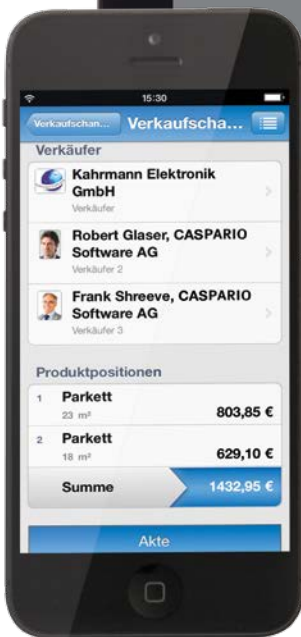 15:30
Verkaufschan... Verkaufscha...
Verkäufer
Kahrmann Elektronik
GmbH
Verkäufer
Robert Glaser, CASPARIO
Software AG
Verkäufer 2
Frank Shreeve, CASPARIO
Software AG
Verkäufer 3
Produktpositionen
1 Parkett
23 m² 803,85 €
2 Parkett
18 m² 629,10 €
Summe 1432,95 €
Akte